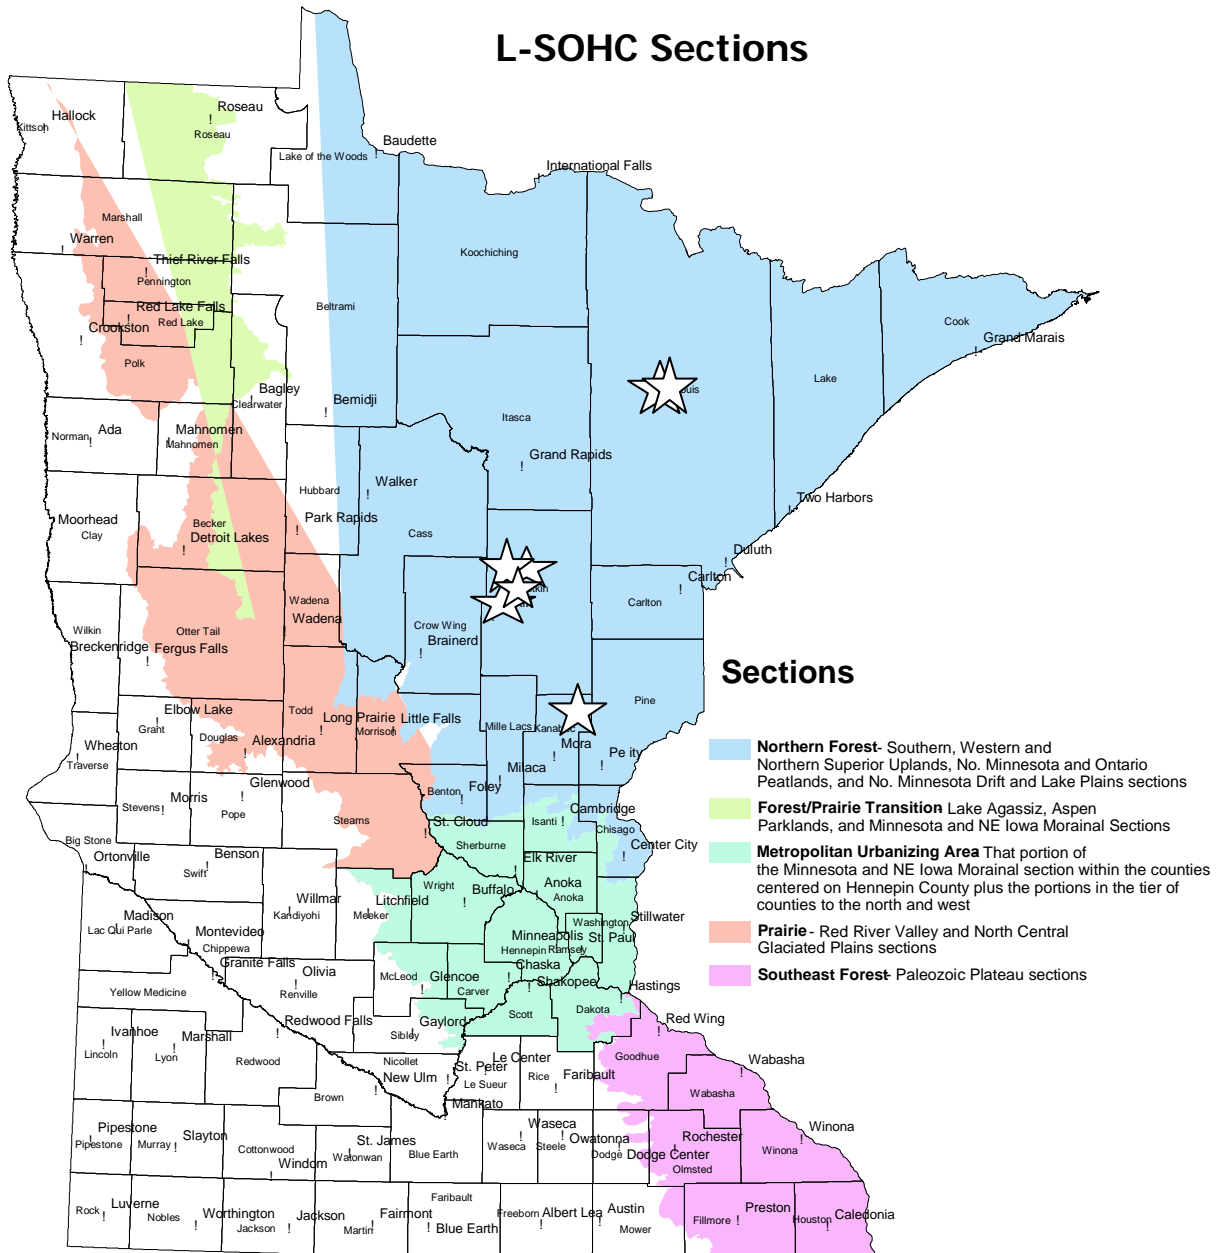 L-SOHC Sections
Hallock
Kittson
Roseau
Roseau
Baudette
Lake of the Woods
International Falls
Marshall
Warren
Koochiching
Thief River Falls
Pennington
Red Lake Falls
Red Lake
Crookston
Beltrami
Cook
Grand Marais
Polk
Lake
Bagley
Clearwater
Bemidji
Itasca
Ada
Norman
Mahnomen
Mahnomen
Grand Rapids
Walker
Hubbard
Two Harbors
Park Rapids
Moorhead
Clay
Becker
Detroit Lakes
Cass
Duluth
Carlton
Carlton
Wadena
Wadena
Wilkin
Otter Tail
Crow Wing
Brainerd
Breckenridge
Fergus Falls
Pine
Elbow Lake
Grant
Todd
Long Prairie
Little Falls
Morrison
Mille Lacs
Douglas
Alexandria
Wheaton
Traverse
Mora
Milaca
Glenwood
Benton
Foley
Morris
Stevens
Pope
Stearns
St. Cloud
Cambridge
Isanti
Chisago
Center City
Big Stone
Ortonville
Benson
Swift
Sherburne
Elk River
Wright
Buffalo
Anoka
Anoka
Willmar
Kandiyohi
Litchfield
Meeker
Stillwater
Washington
Madison
Lac Qui Parle
Montevideo
Chippewa
Minneapolis
St. Paul
Hennepin
Ramsey
Granite Falls
Olivia
Renville
McLeod
Glencoe
Carver
Chaska
Shakopee
Hastings
Yellow Medicine
Scott
Dakota
Red Wing
Redwood Falls
Gaylord
Sibley
Ivanhoe
Lincoln
Marshall
Lyon
Redwood
Nicollet
New Ulm
St. Peter
Le Center
Le Sueur
Rice
Faribault
Goodhue
Wabasha
Wabasha
Brown
Mankato
Pipestone
Pipestone
Slayton
Murray
Cottonwood
Windom
St. James
Watonwan
Blue Earth
Waseca
Waseca
Steele
Owatonna
Dodge
Dodge Center
Rochester
Olmsted
Winona
Winona
Luverne
Rock
Nobles
Worthington
Jackson
Jackson
Fairmont
Martin
Faribault
Blue Earth
Freeborn
Albert Lea
Austin
Mower
Preston
Fillmore
Houston
Caledonia
Sections
Northern Forest- Southern, Western and
Northern Superior Uplands, No. Minnesota and Ontario
Peatlands, and No. Minnesota Drift and Lake Plains sections
Forest/Prairie Transition Lake Agassiz, Aspen
Parklands, and Minnesota and NE Iowa Morainal Sections
Metropolitan Urbanizing Area That portion of
the Minnesota and NE Iowa Morainal section within the counties
centered on Hennepin County plus the portions in the tier of
counties to the north and west
Prairie - Red River Valley and North Central
Glaciated Plains sections
Southeast Forest- Paleozoic Plateau sections